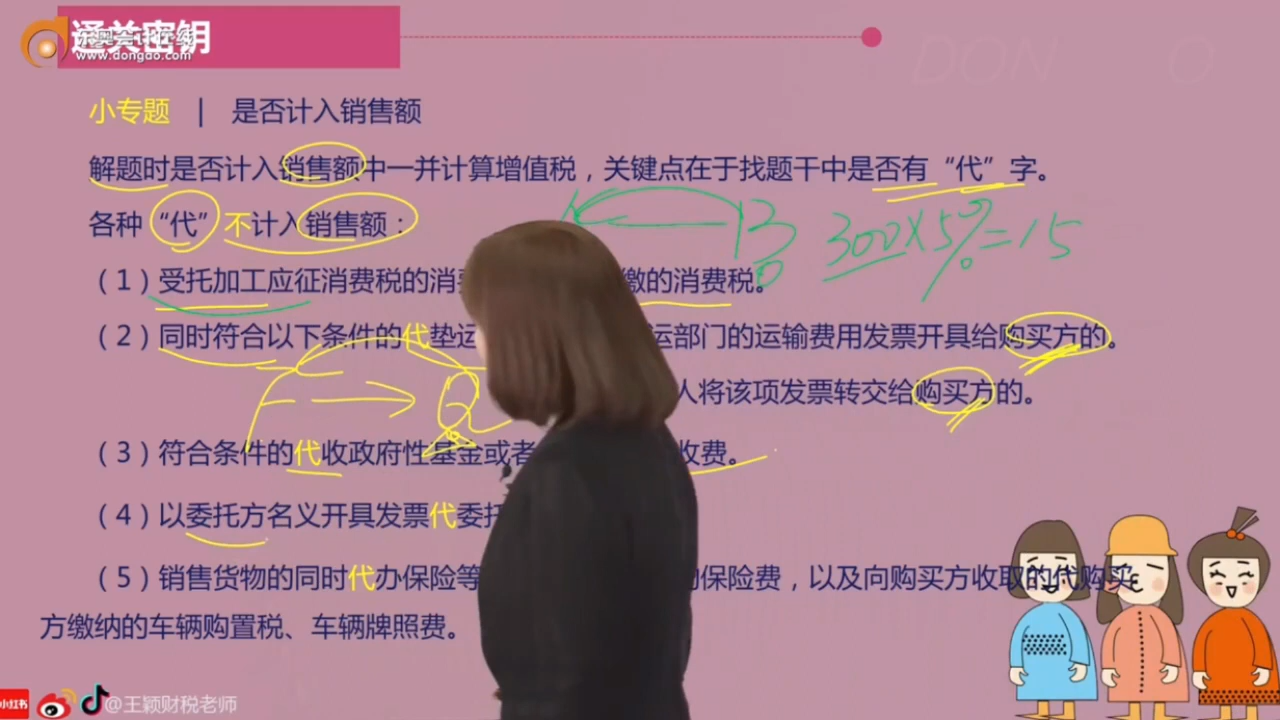 通关密钥
东奥会计在线
www.dongao.com
DON O
小专题 | 是否计入销售额
解题时是否计入销售额中一并计算增值税，关键点在于找题干中是否有“代”字。
各种“代”不计入销售额：
300×5%=15
（1）受托加工应征消费税的消 缴的消费税。
（2）同时符合以下条件的代垫运 运部门的运输费用发票开具给购买方的。
人将该项发票转交给购买方的。
（3）符合条件的代收政府性基金或者 收费。
（4）以委托方名义开具发票代委托
（5）销售货物的同时代办保险等 的保险费，以及向购买方收取的代购买
方缴纳的车辆购置税、车辆牌照费。
小红书 @王颖财税老师